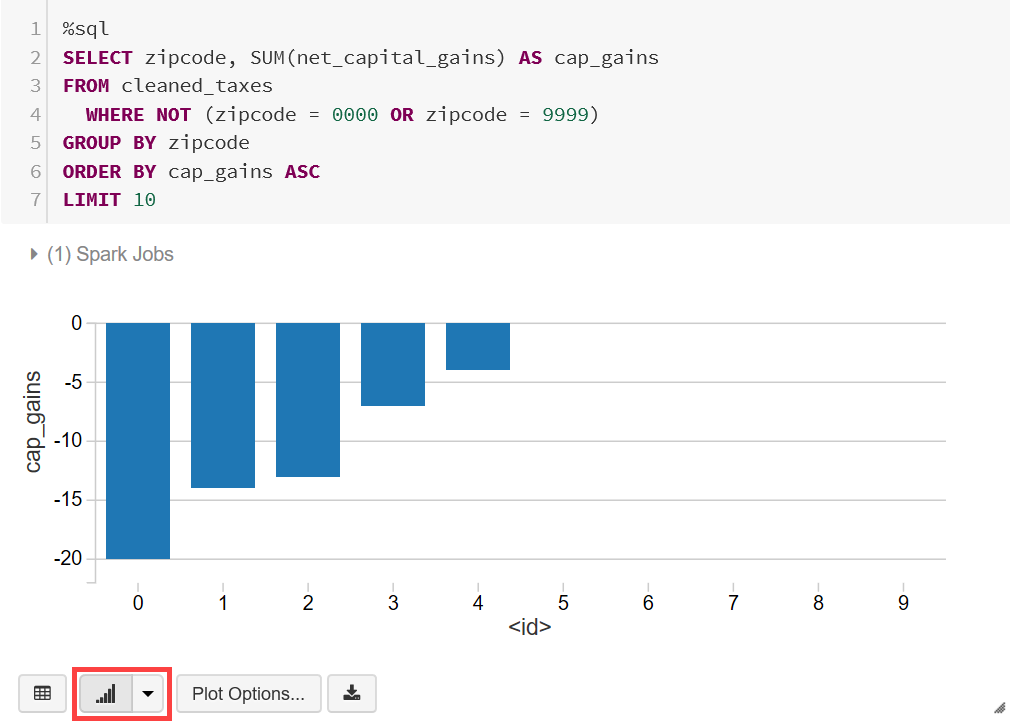 1 %sql
2 SELECT zipcode, SUM(net_capital_gains) AS cap_gains
3 FROM cleaned_taxes
4 WHERE NOT (zipcode = 0000 OR zipcode = 9999)
5 GROUP BY zipcode
6 ORDER BY cap_gains ASC
7 LIMIT 10
(1) Spark Jobs
0
-5
-10
-15
-20
cap_gains
0 1 2 3 4 5 6 7 8 9
<id>
Plot Options...